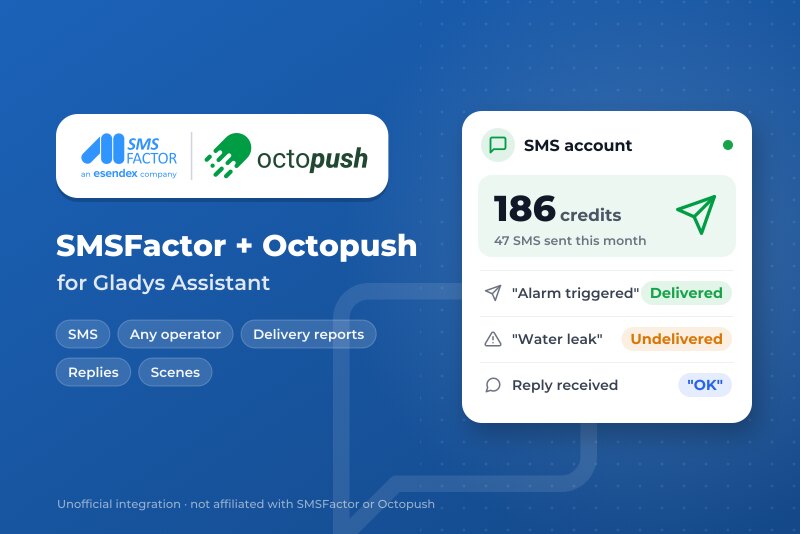 SMS
FACTOR
an esendex company
octopush
SMSFactor + Octopush
for Gladys Assistant
SMS
Any operator
Delivery reports
Replies
Scenes
Unofficial integration · not affiliated with SMSFactor or Octopush
SMS account
186 credits
47 SMS sent this month
"Alarm triggered" Delivered
"Water leak" Undelivered
Reply received "OK"